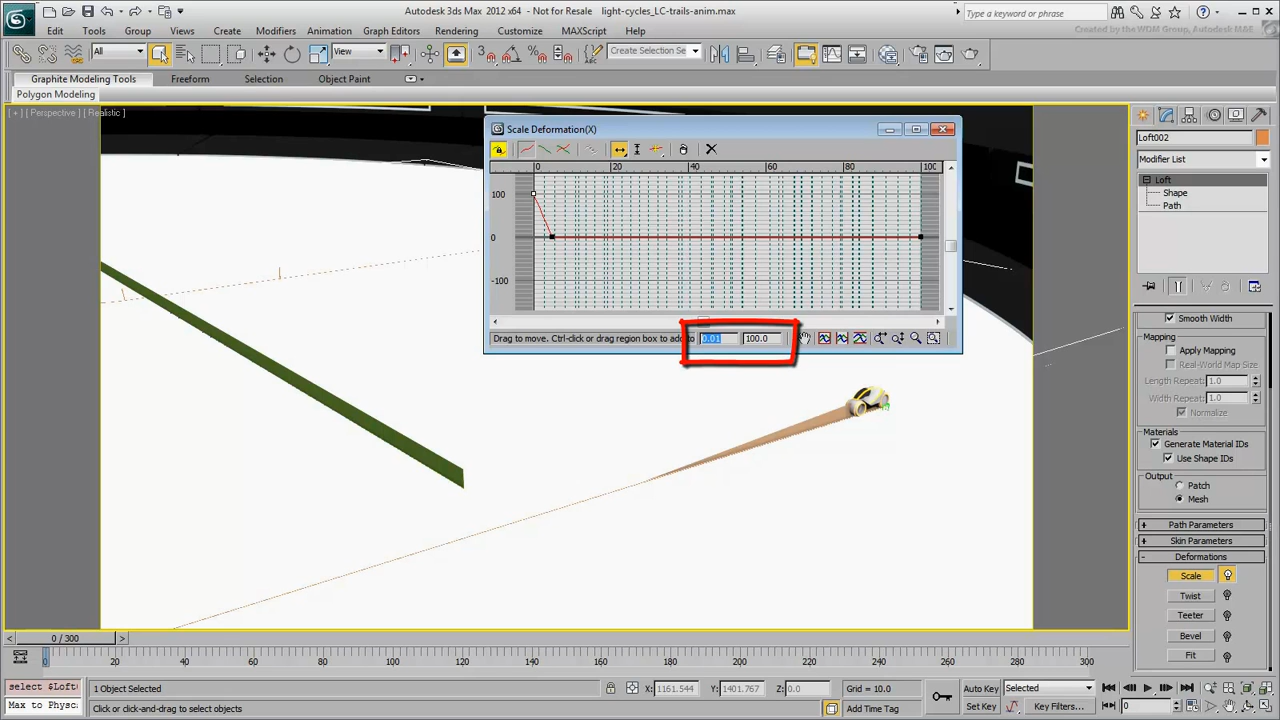 Autodesk 3ds Max 2012 x64 - Not for Resale light-cycles_LC-trails-anim.max
Type a keyword or phrase
Edit Tools Group Views Create Modifiers Animation Graph Editors Rendering Customize MAXScript Help
Created by the WDM Group, Autodesk M&E
All View Create Selection Se
Graphite Modeling Tools Freeform Selection Object Paint
Polygon Modeling
[ + ] [ Perspective ] [ Realistic ]
Scale Deformation(X)
0 20 40 60 80 100
100
0
-100
Drag to move. Ctrl-click or drag region box to add to 0.01 100.0
Loft002
Modifier List
Loft
Shape
Path
Smooth Width
Mapping
Apply Mapping
Real-World Map Size
Length Repeat: 1.0
Width Repeat: 1.0
Normalize
Materials
Generate Material IDs
Use Shape IDs
Output
Patch
Mesh
+ Path Parameters
+ Skin Parameters
- Deformations
Scale
Twist
Teeter
Bevel
Fit
< 0 / 300 >
0 20 40 60 80 100 120 140 160 180 200 220 240 260 280 300
select $Loft 1 Object Selected X: 1161.544 Y: 1401.767 Z: 0.0 Grid = 10.0 Auto Key Selected
Max to Physc Click or click-and-drag to select objects Add Time Tag Set Key Key Filters... 0